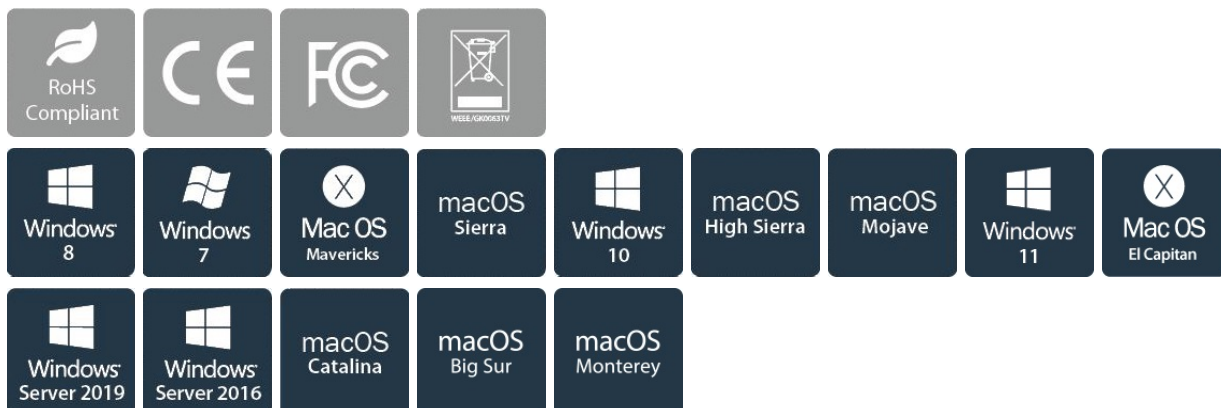 RoHS
Compliant
CE
FC
WEEE/GK0063TV
Windows
8
Windows
7
X
Mac OS
Mavericks
macOS
Sierra
Windows
10
macOS
High Sierra
macOS
Mojave
Windows
11
X
Mac OS
El Capitan
Windows
Server 2019
Windows
Server 2016
macOS
Catalina
macOS
Big Sur
macOS
Monterey